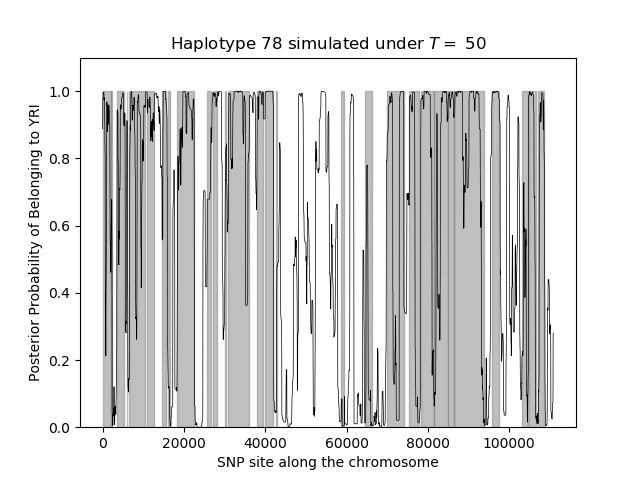 Haplotype 78 simulated under T = 50
Posterior Probability of Belonging to YRI
1.0
0.8
0.6
0.4
0.2
0.0
0 20000 40000 60000 80000 100000
SNP site along the chromosome